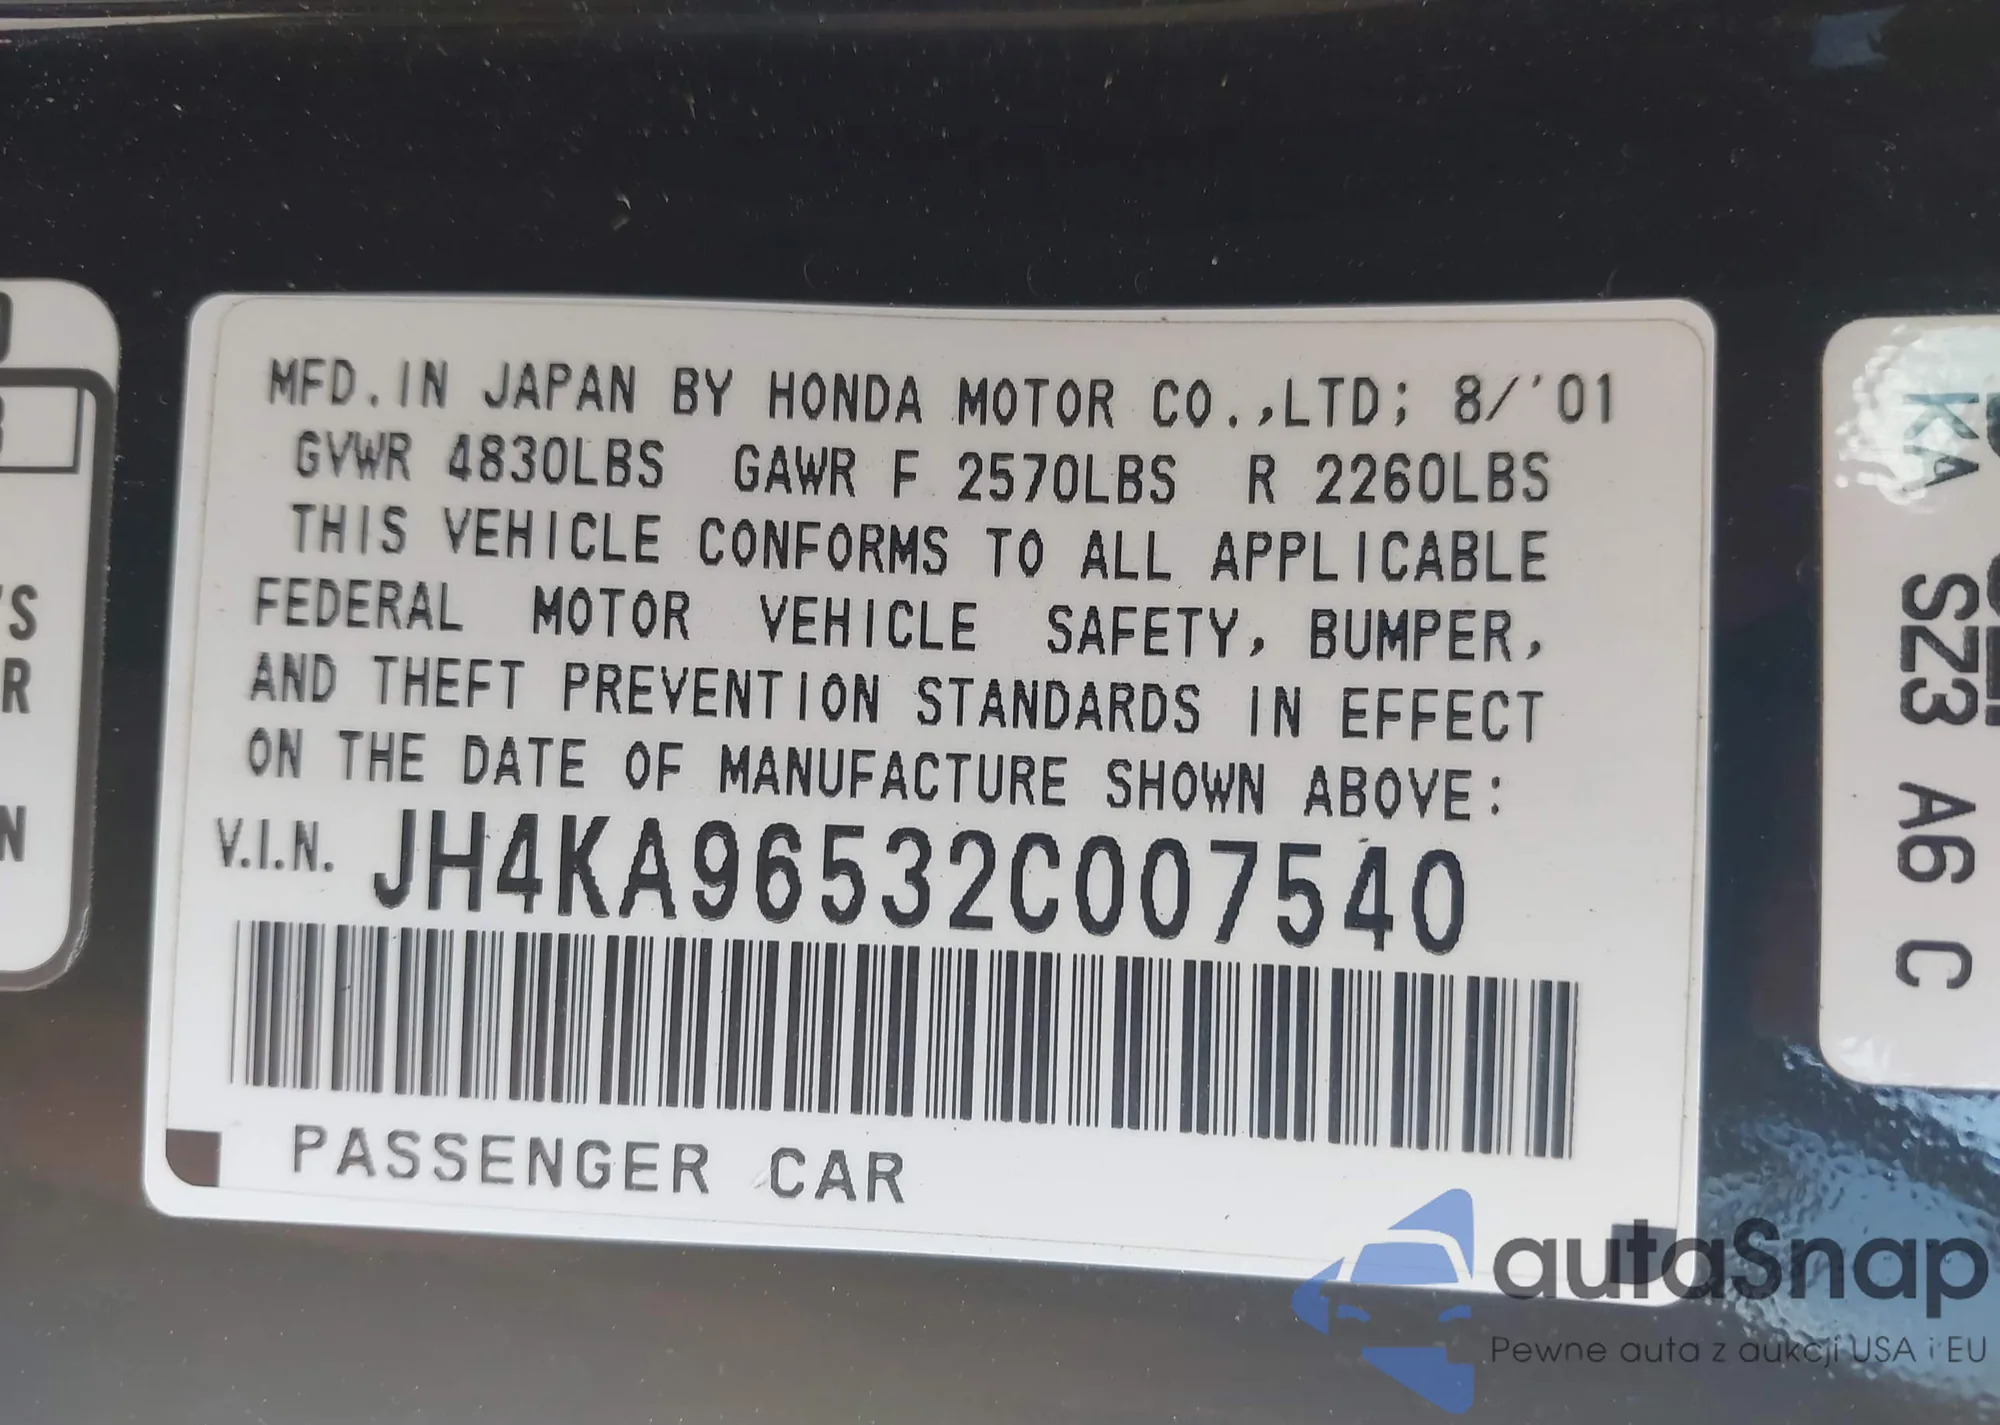 MFD. IN JAPAN BY HONDA MOTOR CO.,LTD; 8/'01
GVWR 4830LBS GAWR F 2570LBS R 2260LBS
THIS VEHICLE CONFORMS TO ALL APPLICABLE
FEDERAL MOTOR VEHICLE SAFETY, BUMPER,
AND THEFT PREVENTION STANDARDS IN EFFECT
ON THE DATE OF MANUFACTURE SHOWN ABOVE:
V.I.N. JH4KA96532C007540
PASSENGER CAR
'S
R
N
KA SZ3 A6 C
autaSnap
Pewne auta z aukcji USA i EU